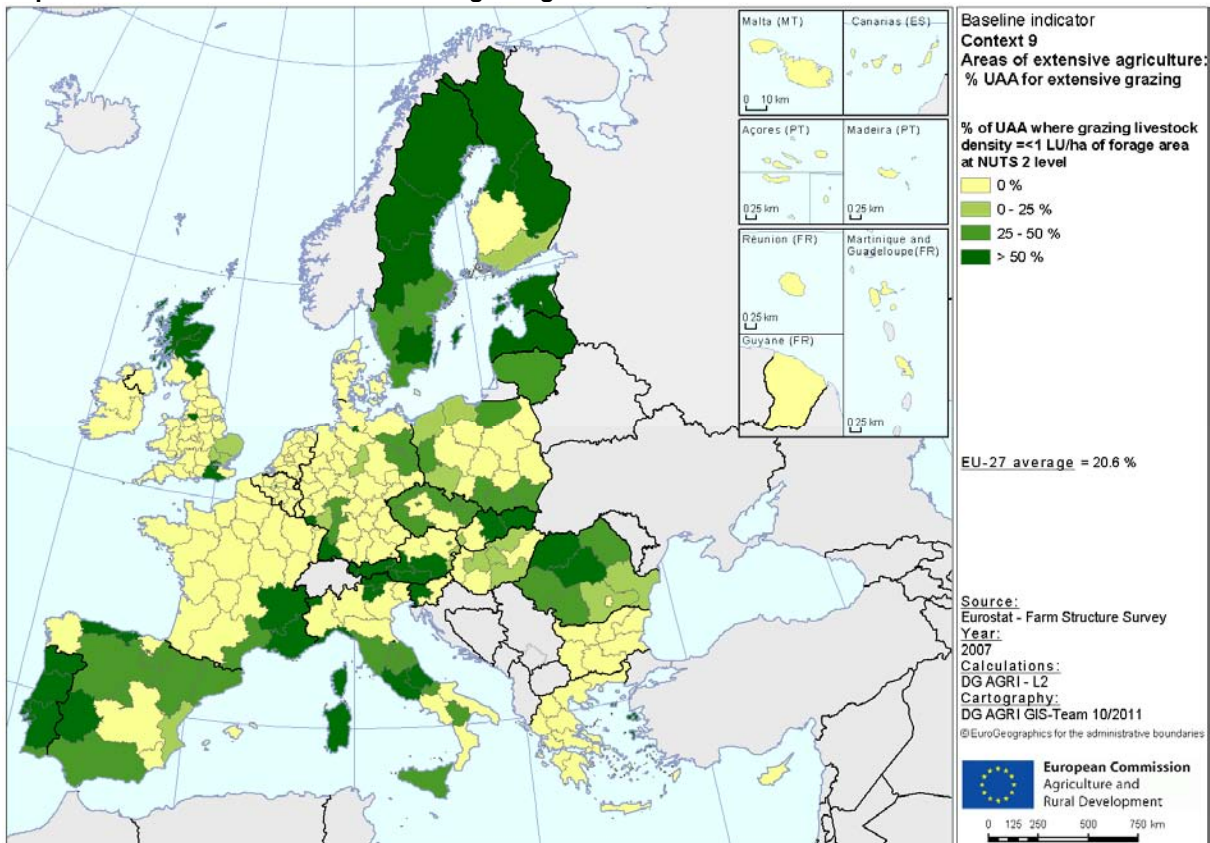 Malta (MT)
0 10 km
Canarias (ES)
Açores (PT)
0 25 km
Madeira (PT)
0 25 km
Réunion (FR)
0 25 km
Martinique and
Guadeloupe(FR)
0 25 km
Guyane (FR)
Baseline indicator
Context 9
Areas of extensive agriculture:
% UAA for extensive grazing
% of UAA where grazing livestock
density =<1 LU/ha of forage area
at NUTS 2 level
0 %
0 - 25 %
25 - 50 %
> 50 %
EU-27 average = 20.6 %
Source:
Eurostat - Farm Structure Survey
Year:
2007
Calculations:
DG AGRI - L2
Cartography:
DG AGRI GIS-Team 10/2011
©EuroGeographics for the administrative boundaries
European Commission
Agriculture and
Rural Development
0 125 250 500 750 km